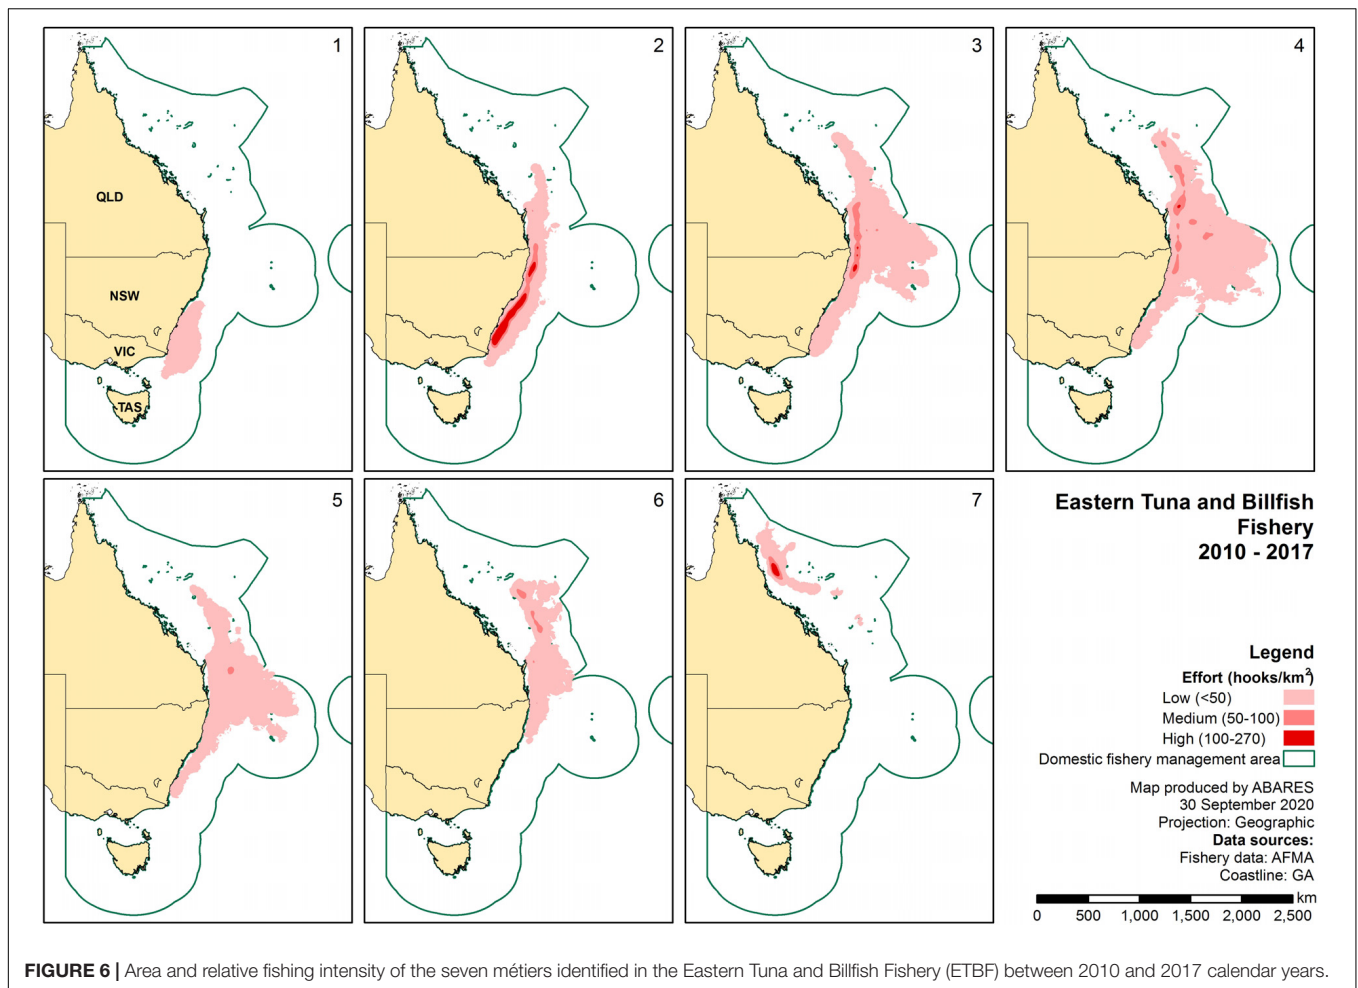 1
2
3
4
QLD
NSW
VIC
TAS
5
6
7
Eastern Tuna and Billfish
Fishery
2010 - 2017
Legend
Effort (hooks/km²)
Low (<50)
Medium (50-100)
High (100-270)
Domestic fishery management area
Map produced by ABARES
30 September 2020
Projection: Geographic
Data sources:
Fishery data: AFMA
Coastline: GA
km
0 500 1,000 1,500 2,000 2,500
FIGURE 6 | Area and relative fishing intensity of the seven métiers identified in the Eastern Tuna and Billfish Fishery (ETBF) between 2010 and 2017 calendar years.